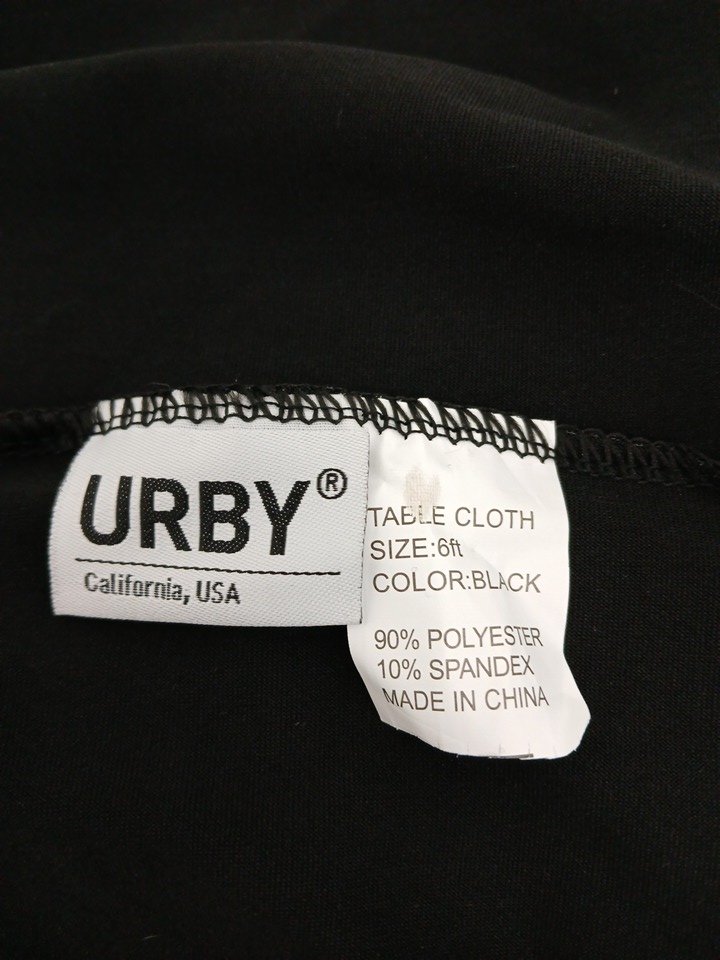 URBY®
California, USA
TABLE CLOTH
SIZE:6ft
COLOR:BLACK
90% POLYESTER
10% SPANDEX
MADE IN CHINA